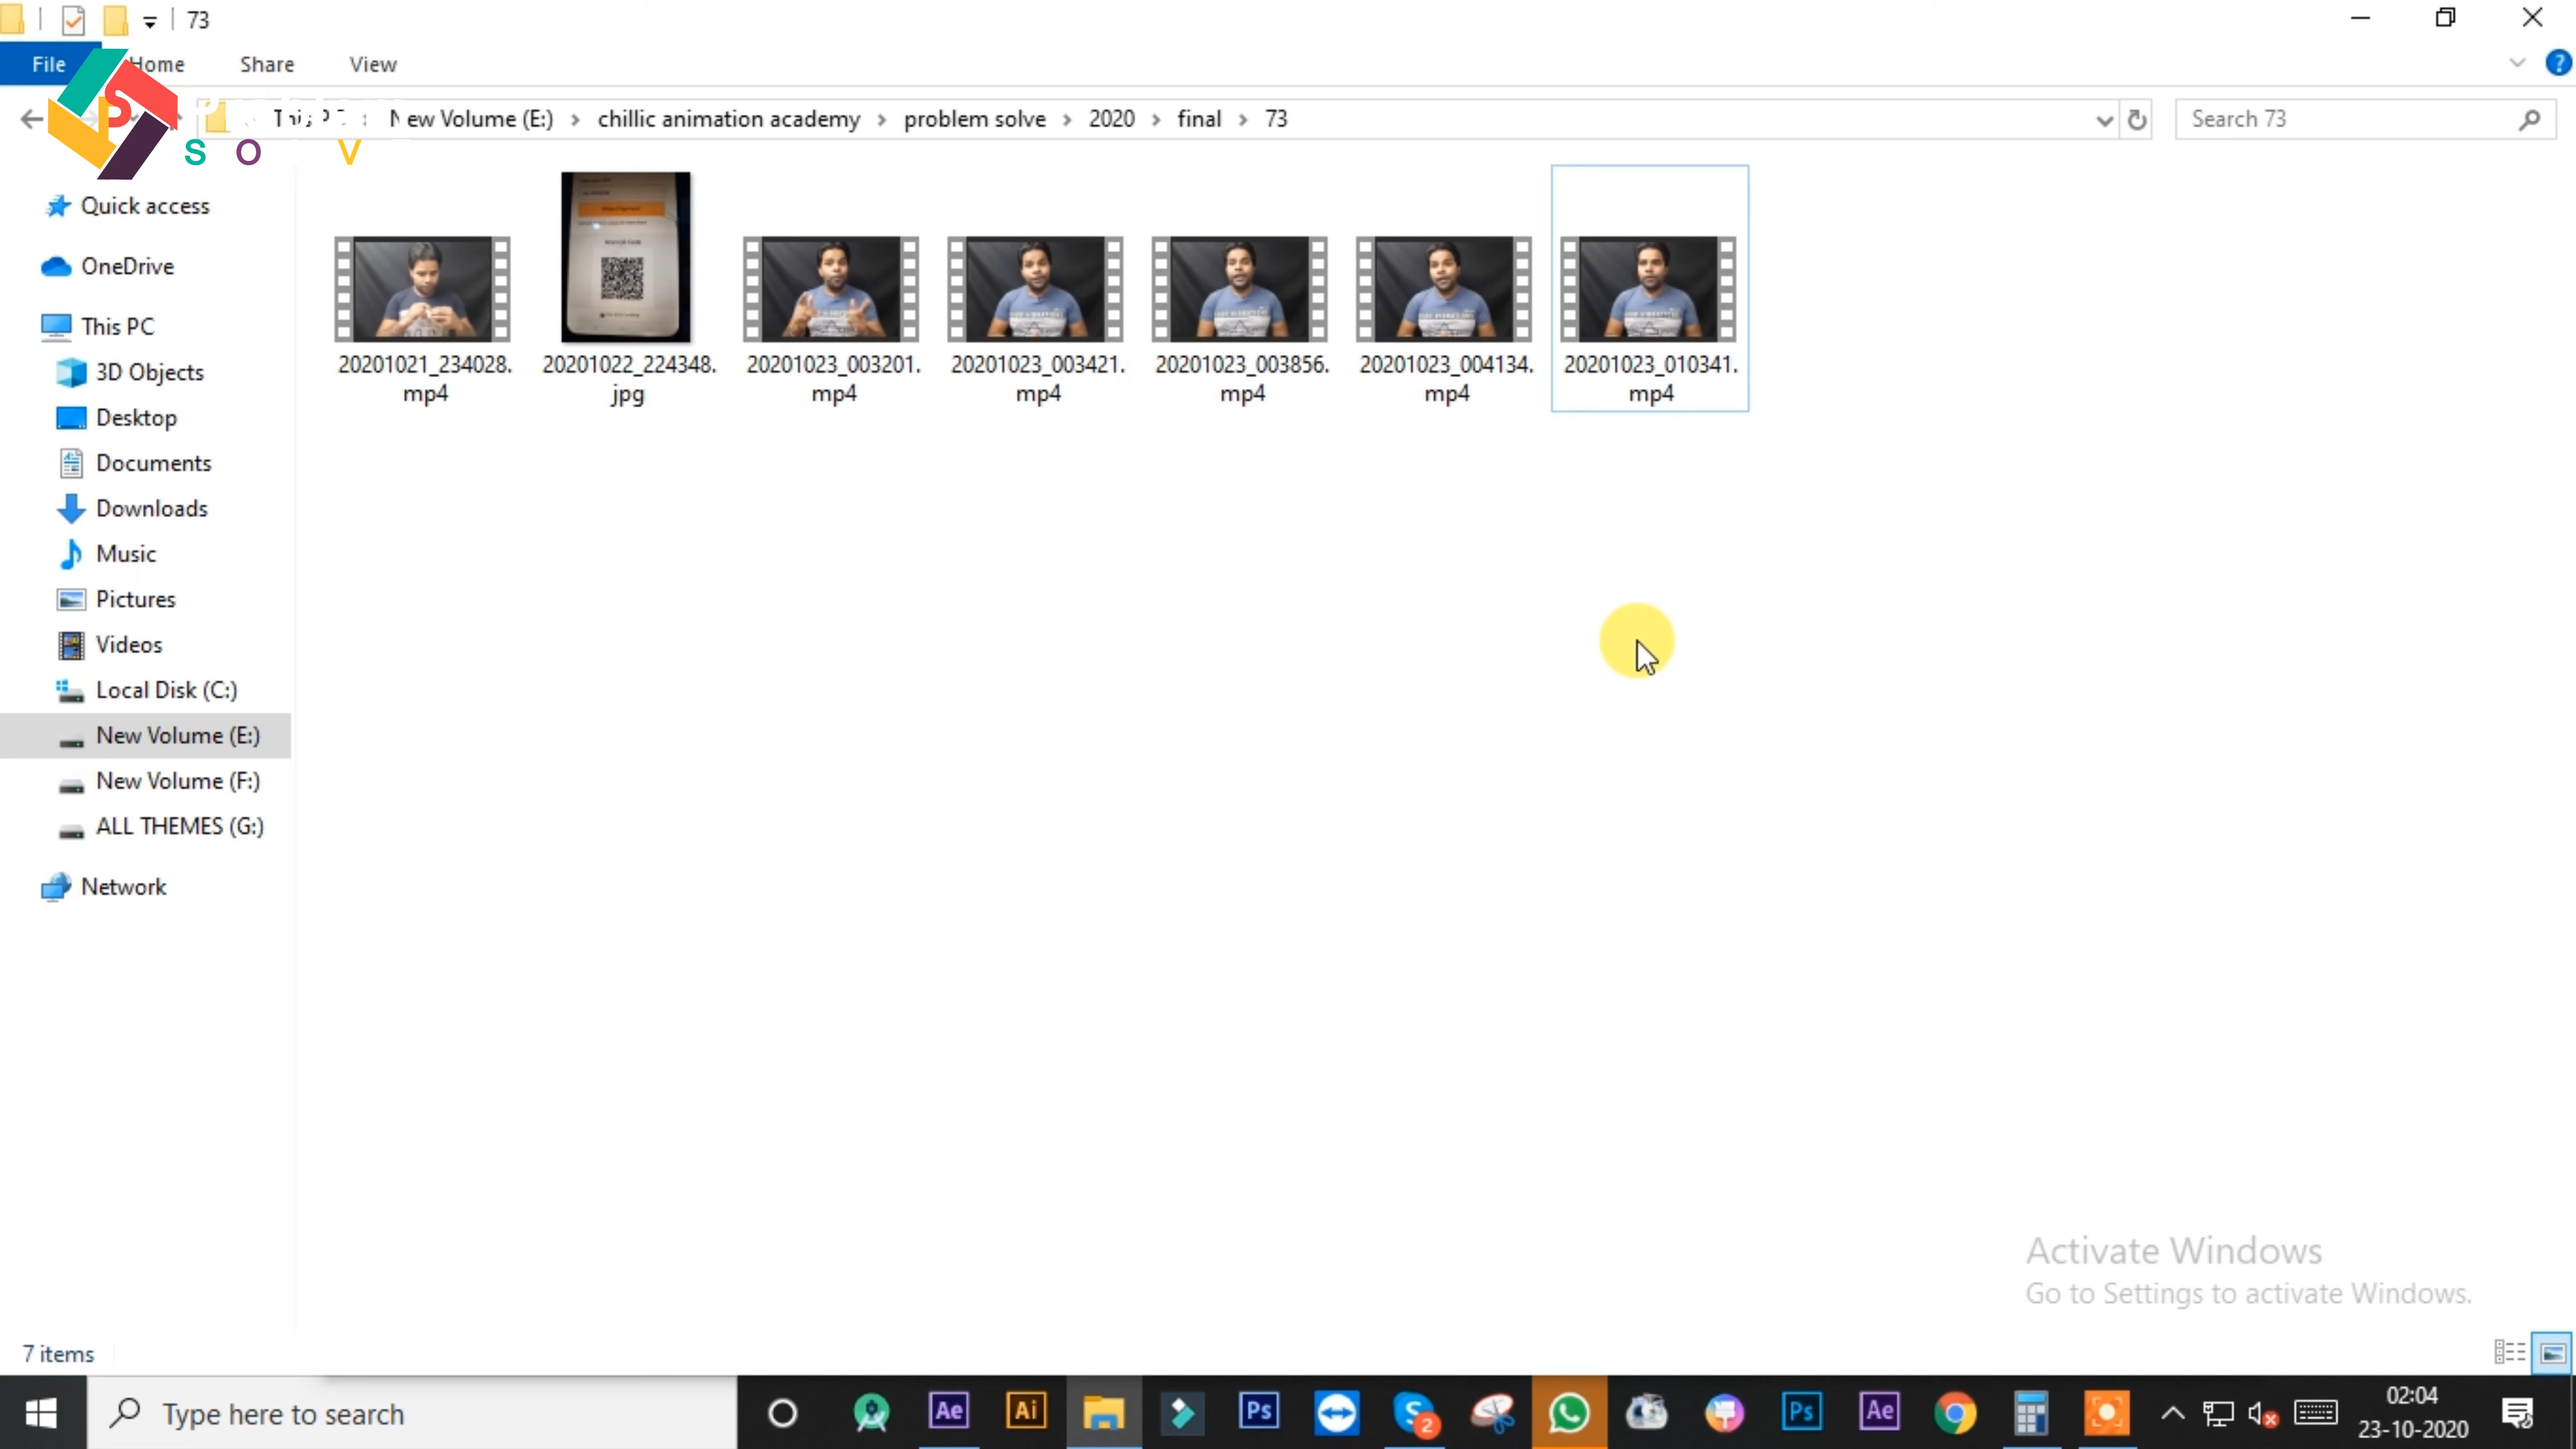 73
File Home Share View
New Volume (E:) › chillic animation academy › problem solve › 2020 › final › 73
Search 73
S O V
Quick access
OneDrive
This PC
3D Objects
Desktop
Documents
Downloads
Music
Pictures
Videos
Local Disk (C:)
New Volume (E:)
New Volume (F:)
ALL THEMES (G:)
Network
20201021_234028.
mp4
20201022_224348.
jpg
20201023_003201.
mp4
20201023_003421.
mp4
20201023_003856.
mp4
20201023_004134.
mp4
20201023_010341.
mp4
Activate Windows
Go to Settings to activate Windows.
7 items
Type here to search
Ae
Ai
Ps
S 2
Ps
Ae
02:04
23-10-2020